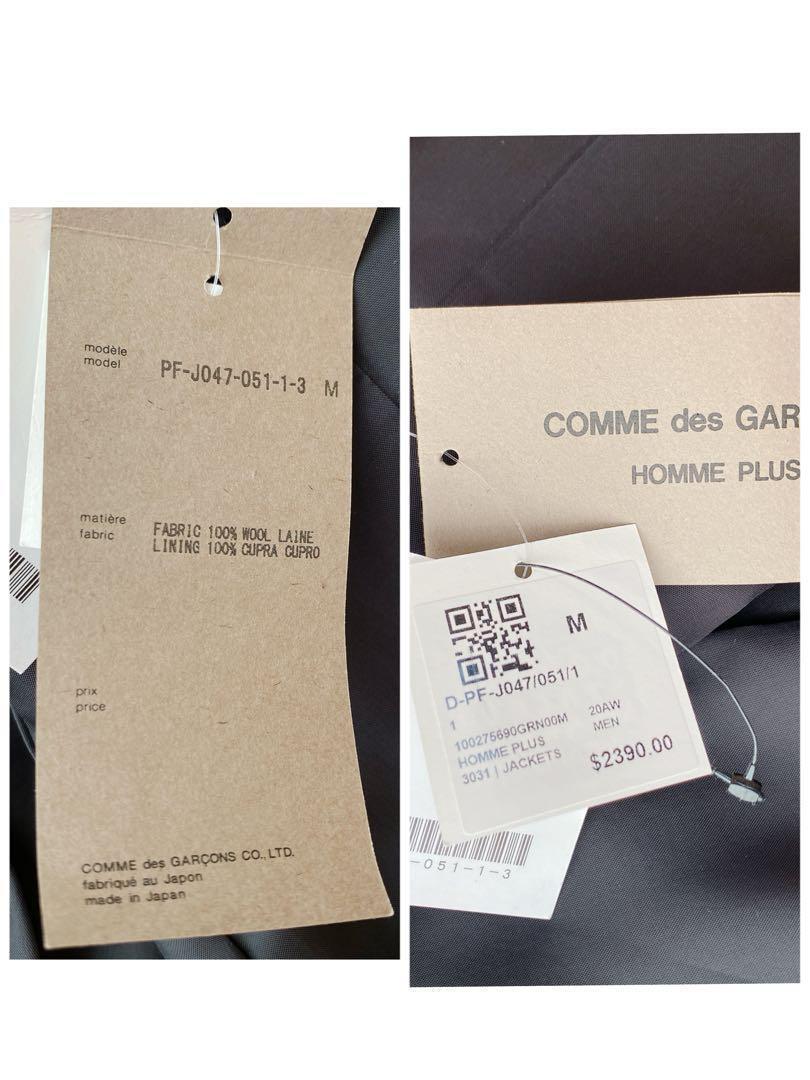 modèle
model
PF-J047-051-1-3 M
matière
fabric
FABRIC 100% WOOL LAINE
LINING 100% CUPRA CUPRO
prix
price
COMME des GARÇONS CO., LTD.
fabriqué au Japon
made in Japan
COMME des GAR
HOMME PLUS
M
D-PF-J047/051/1
1
100275690GRN00M 20AW
HOMME PLUS MEN
3031 | JACKETS $2390.00
-051-1-3